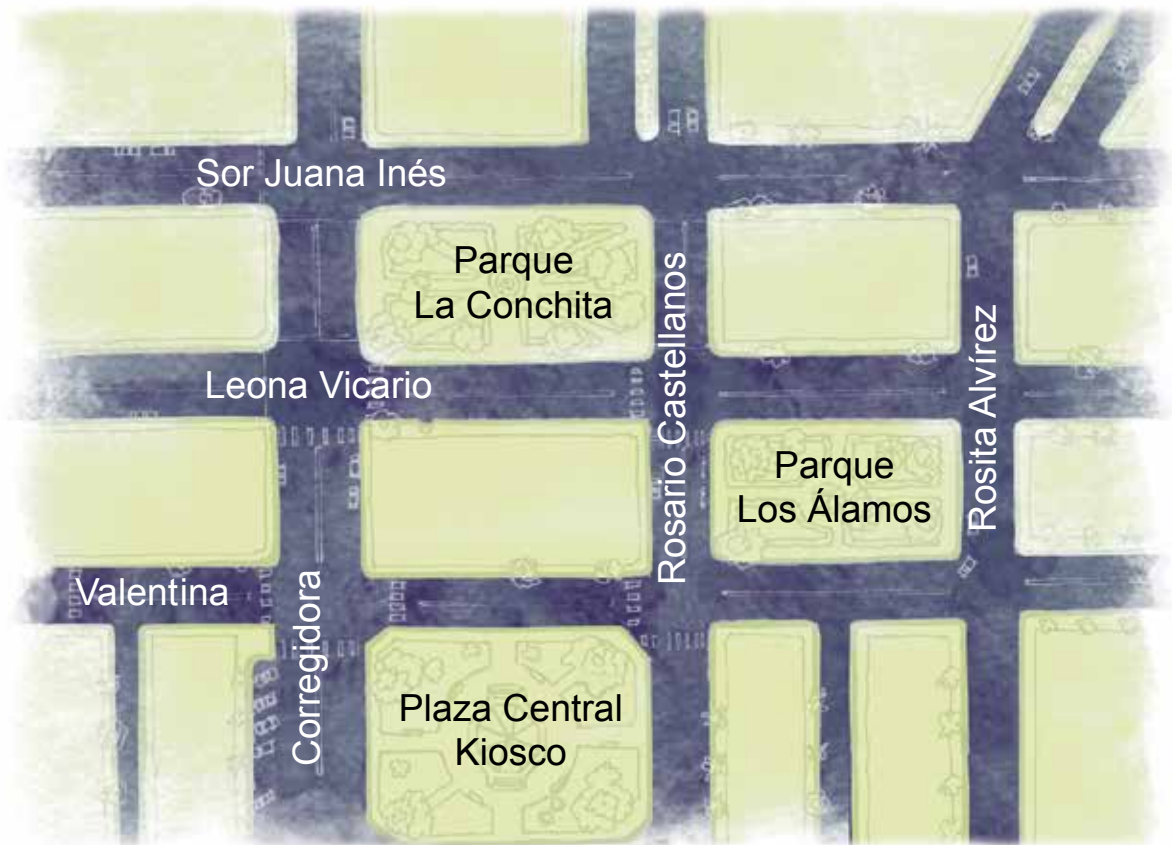 Sor Juana Inés
Parque
La Conchita
Rosario Castellanos
Rosita Alvírez
Leona Vicario
Parque
Los Álamos
Valentina
Corregidora
Plaza Central
Kiosco